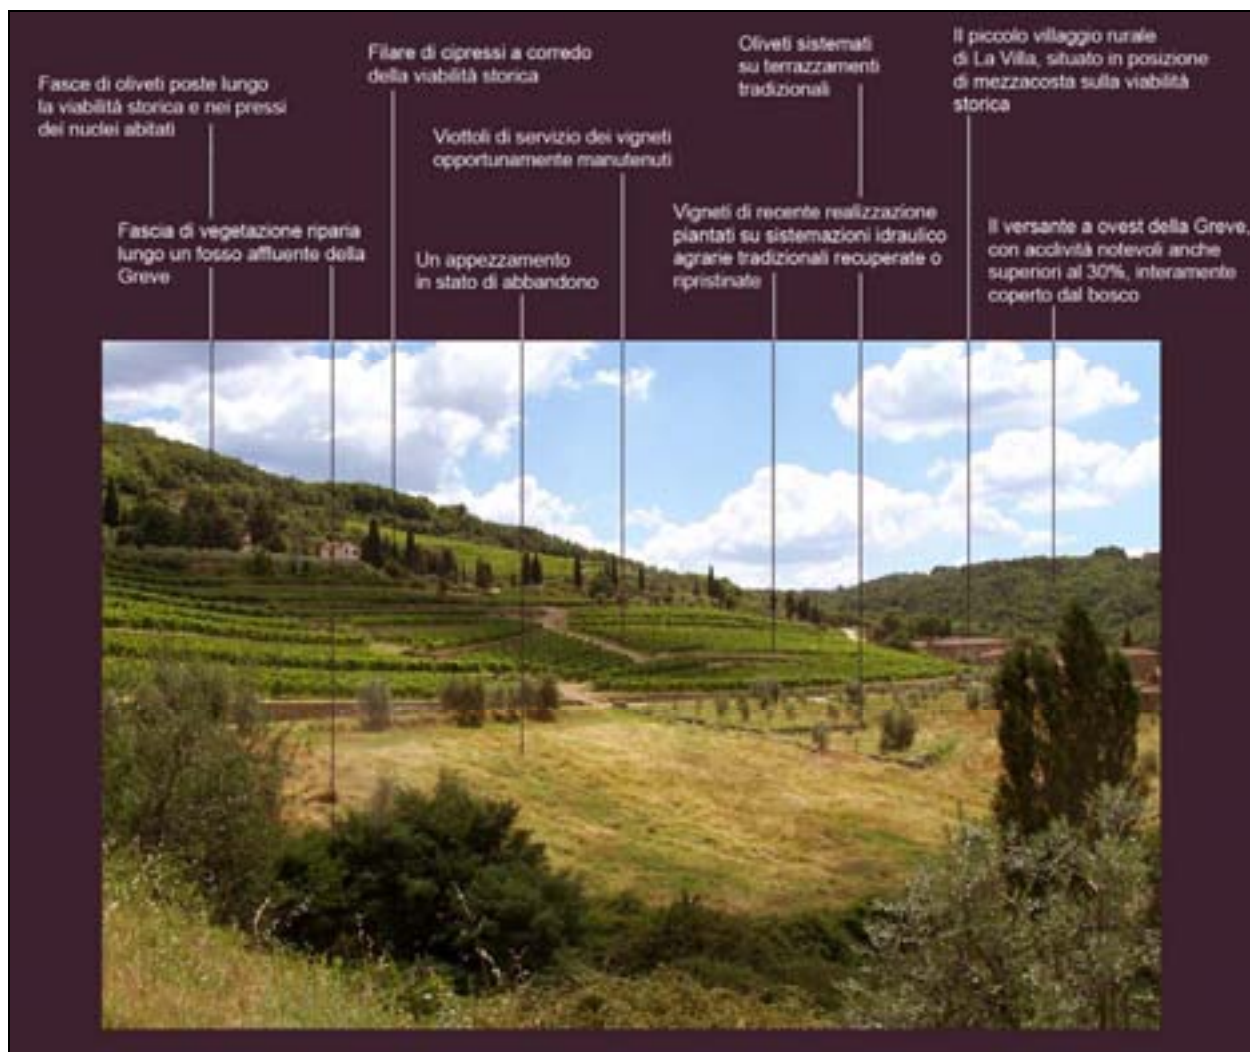 Fasce di oliveti poste lungo
la viabilità storica e nei pressi
dei nuclei abitati
Filare di cipressi a corredo
della viabilità storica
Oliveti sistemati
su terrazzamenti
tradizionali
Il piccolo villaggio rurale
di La Villa, situato in posizione
di mezzacosta sulla viabilità
storica
Viottoli di servizio dei vigneti
opportunamente manutenuti
Fascia di vegetazione riparia
lungo un fosso affluente della
Greve
Un appezzamento
in stato di abbandono
Vigneti di recente realizzazione
piantati su sistemazioni idraulico
agrarie tradizionali recuperate o
ripristinate
Il versante a ovest della Greve,
con acclività notevoli anche
superiori al 30%, interamente
coperto dal bosco